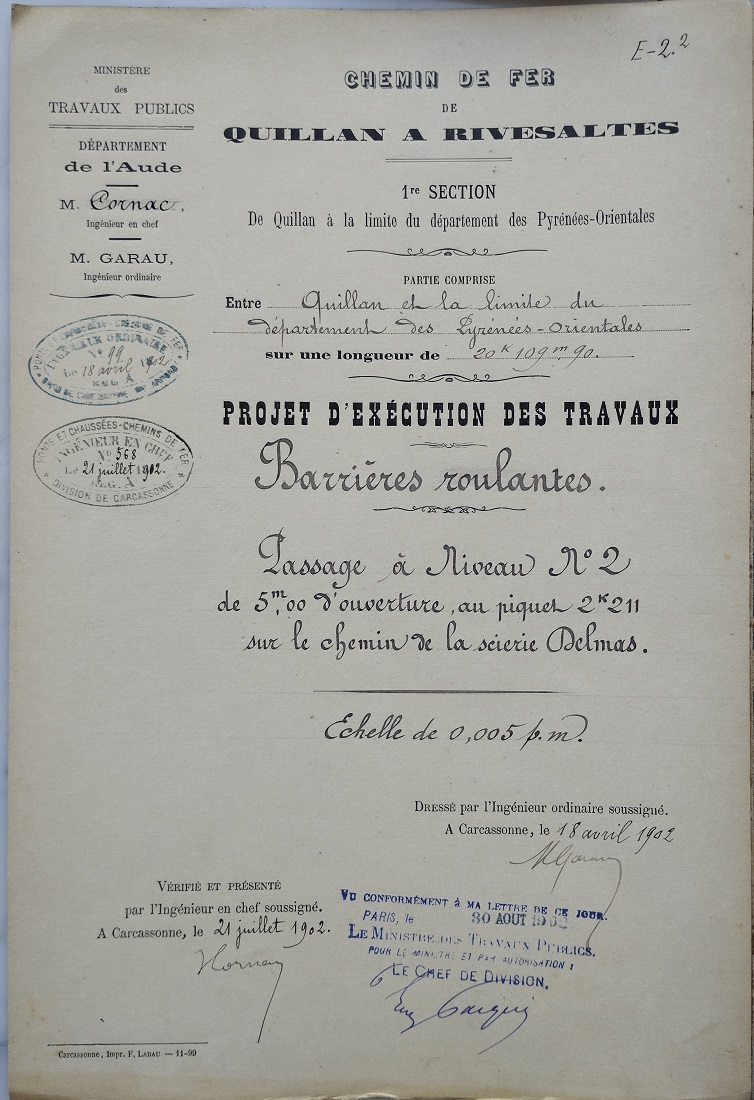 E-2.2
MINISTÈRE
des
TRAVAUX PUBLICS
DÉPARTEMENT
de l'Aude
M. Cornac,
Ingénieur en chef
M. GARAU,
Ingénieur ordinaire
CHEMIN DE FER
DE
QUILLAN A RIVESALTES
1re SECTION
De Quillan à la limite du département des Pyrénées-Orientales
PARTIE COMPRISE
Entre Quillan et la limite du
département des Pyrénées-Orientales
sur une longueur de 20k 109m,90.
INGÉNIEUR ORDINAIRE
No 99
Le 18 avril 1902
REG. A
PONTS ET CHAUSSÉES-CHEMINS DE FER
INGÉNIEUR EN CHEF
No 568
Le 21 juillet 1902.
REG. A
DIVISION DE CARCASSONNE
PROJET D'EXÉCUTION DES TRAVAUX
Barrières roulantes.
Passage à Niveau No 2
de 5m,00 d'ouverture, au piquet 2k 211
sur le chemin de la scierie Delmas.
Echelle de 0,005 p.m.
DRESSÉ par l'Ingénieur ordinaire soussigné.
A Carcassonne, le 18 avril 1902
MGarau
VÉRIFIÉ ET PRÉSENTÉ
par l'Ingénieur en chef soussigné.
A Carcassonne, le 21 juillet 1902.
VU CONFORMÉMENT à MA LETTRE DE CE JOUR.
PARIS, le 30 AOUT 1902
LE MINISTRE DES TRAVAUX PUBLICS.
POUR LE MINISTRE ET PAR AUTORISATION :
LE CHEF DE DIVISION,
Carcassonne, Impr. F. LABAU — 11-99